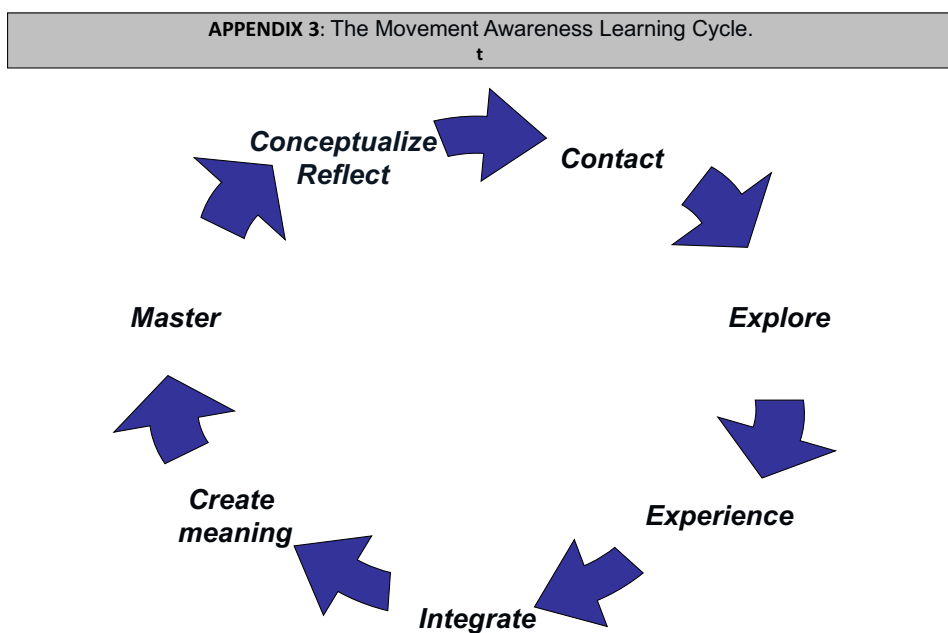 APPENDIX 3: The Movement Awareness Learning Cycle.
t
Conceptualize
Reflect
Contact
Explore
Experience
Integrate
Create
meaning
Master